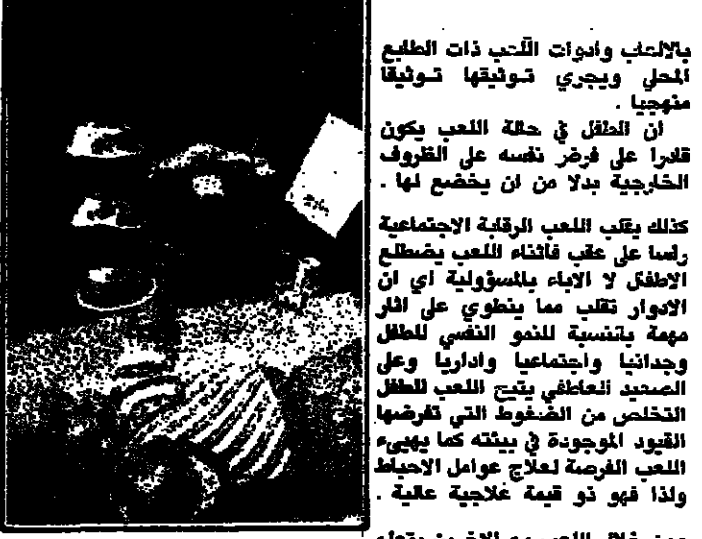 بالالعاب وادوات اللعب ذات الطابع
المحلي ويجري توثيقها توثيقا
منهجيا .
ان الطفل في حالة اللعب يكون
قادرا على فرض نفسه على الظروف
الخارجية بدلا من ان يخضع لها .
كذلك يقلب اللعب الرقابة الاجتماعية
رأسا على عقب فأثناء اللعب يضطلع
الاطفال لا الاباء بالمسؤولية اي ان
الادوار تقلب مما ينطوي على اثار
مهمة بالنسبة للنمو النفسي للطفل
وجدانيا واجتماعيا واداريا وعلى
الصعيد العاطفي يتيح اللعب للطفل
التخلص من الضغوط التي تفرضها
القيود الموجودة في بيئته كما يهيىء
اللعب الفرصة لعلاج عوامل الاحباط
ولذا فهو ذو قيمة علاجية عالية .